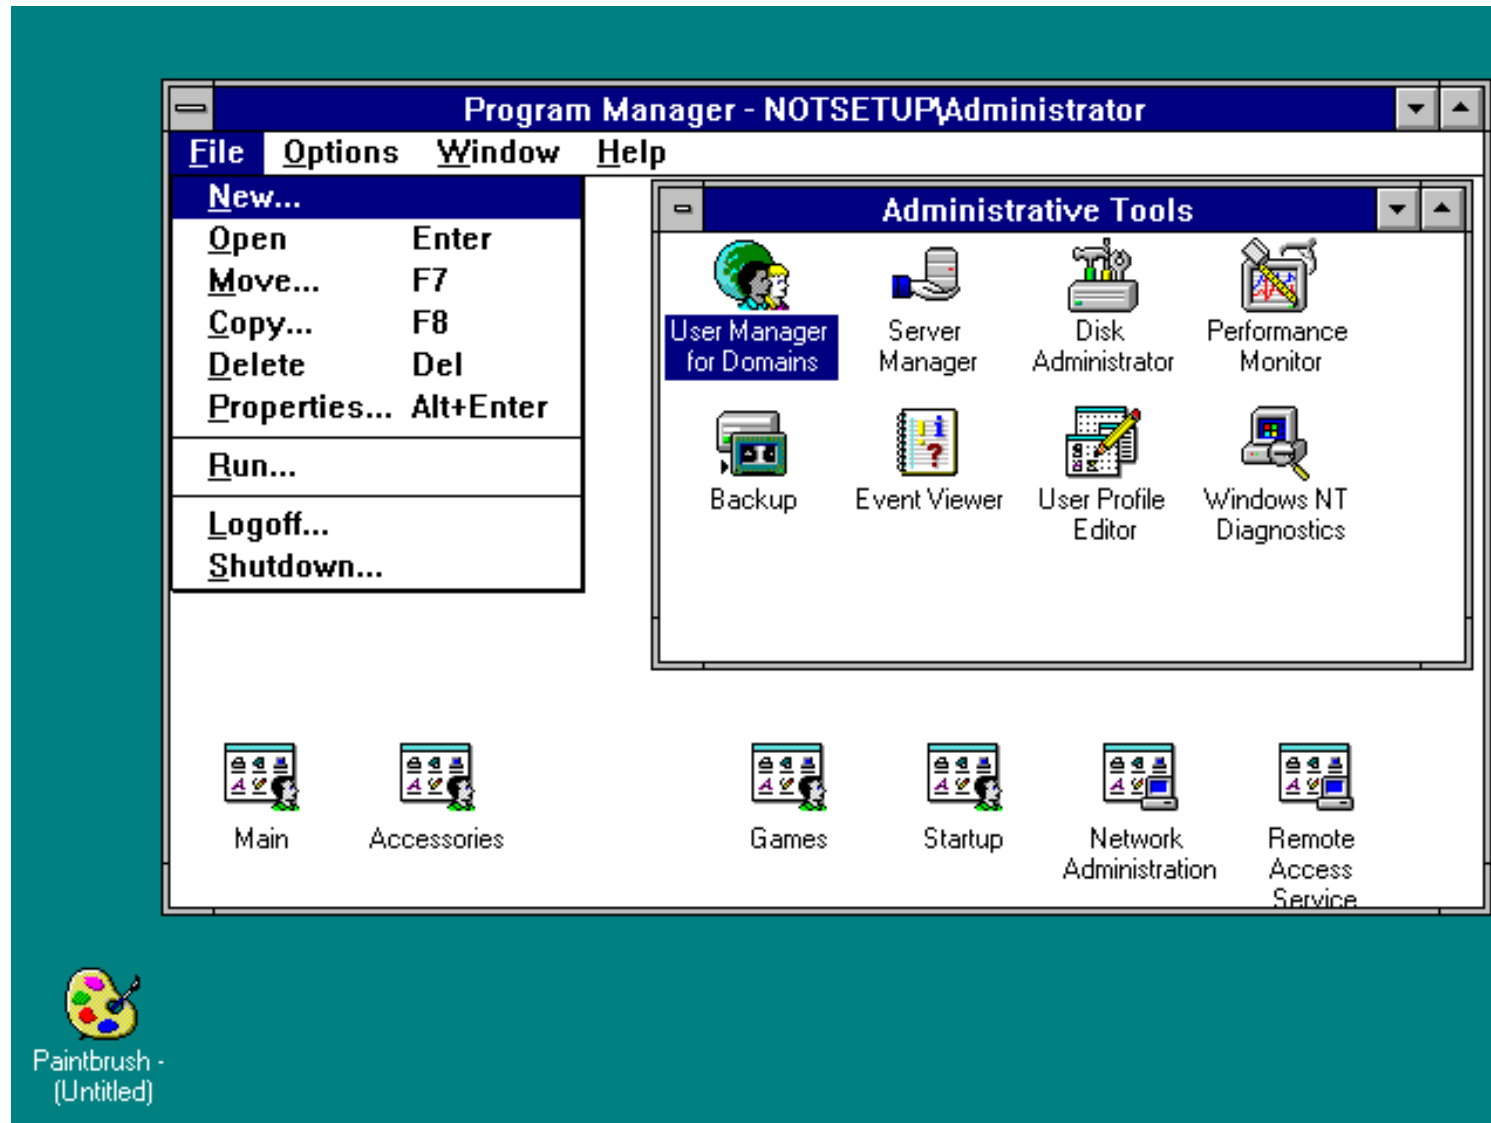 Program Manager - NOTSETUP\Administrator
File Options Window Help
New...
Open Enter
Move... F7
Copy... F8
Delete Del
Properties... Alt+Enter
Run...
Logoff...
Shutdown...
Administrative Tools
User Manager
for Domains
Server
Manager
Disk
Administrator
Performance
Monitor
Backup
Event Viewer
User Profile
Editor
Windows NT
Diagnostics
Main
Accessories
Games
Startup
Network
Administration
Remote
Access
Service
Paintbrush -
(Untitled)